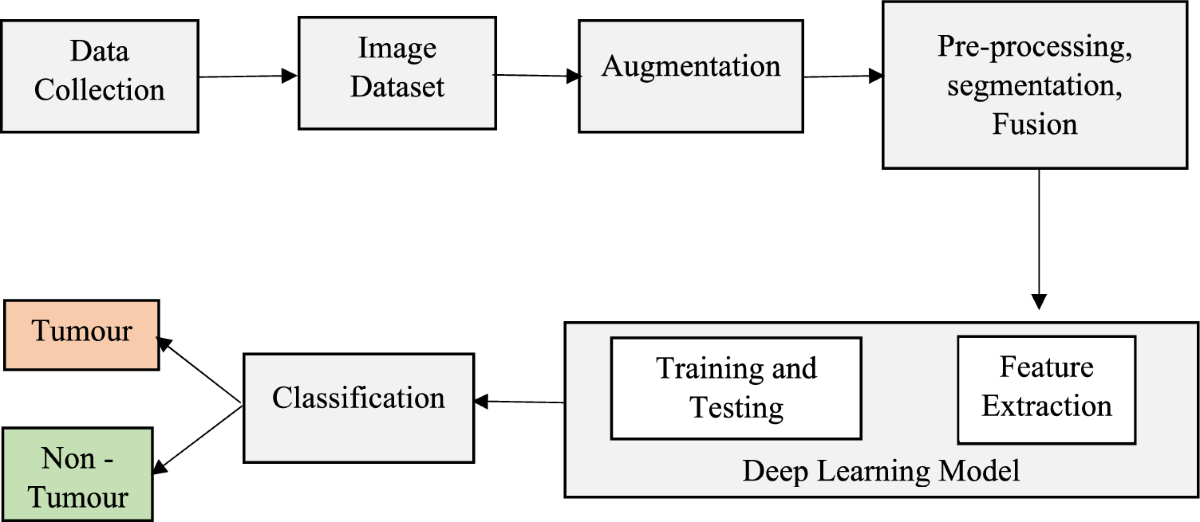 Data
Collection
Image
Dataset
Augmentation
Pre-processing,
segmentation,
Fusion
Tumour
Non -
Tumour
Classification
Training and
Testing
Feature
Extraction
Deep Learning Model